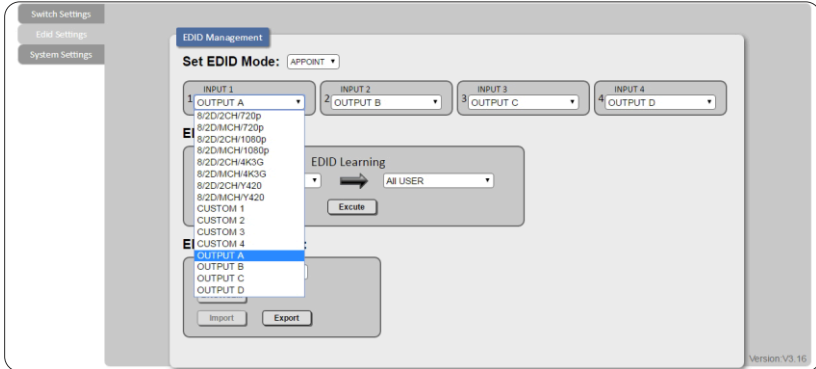 Switch Settings
Edid Settings
System Settings
EDID Management
Set EDID Mode: APPOINT
INPUT 1
1 OUTPUT A
INPUT 2
2 OUTPUT B
INPUT 3
3 OUTPUT C
INPUT 4
4 OUTPUT D
8/2D/2CH/720p
8/2D/MCH/720p
8/2D/2CH/1080p
8/2D/MCH/1080p
8/2D/2CH/4K3G
8/2D/MCH/4K3G
8/2D/2CH/Y420
8/2D/MCH/Y420
CUSTOM 1
CUSTOM 2
CUSTOM 3
CUSTOM 4
OUTPUT A
OUTPUT B
OUTPUT C
OUTPUT D
EDID Learning
All USER
Excute
Import
Export
Version:V3.16